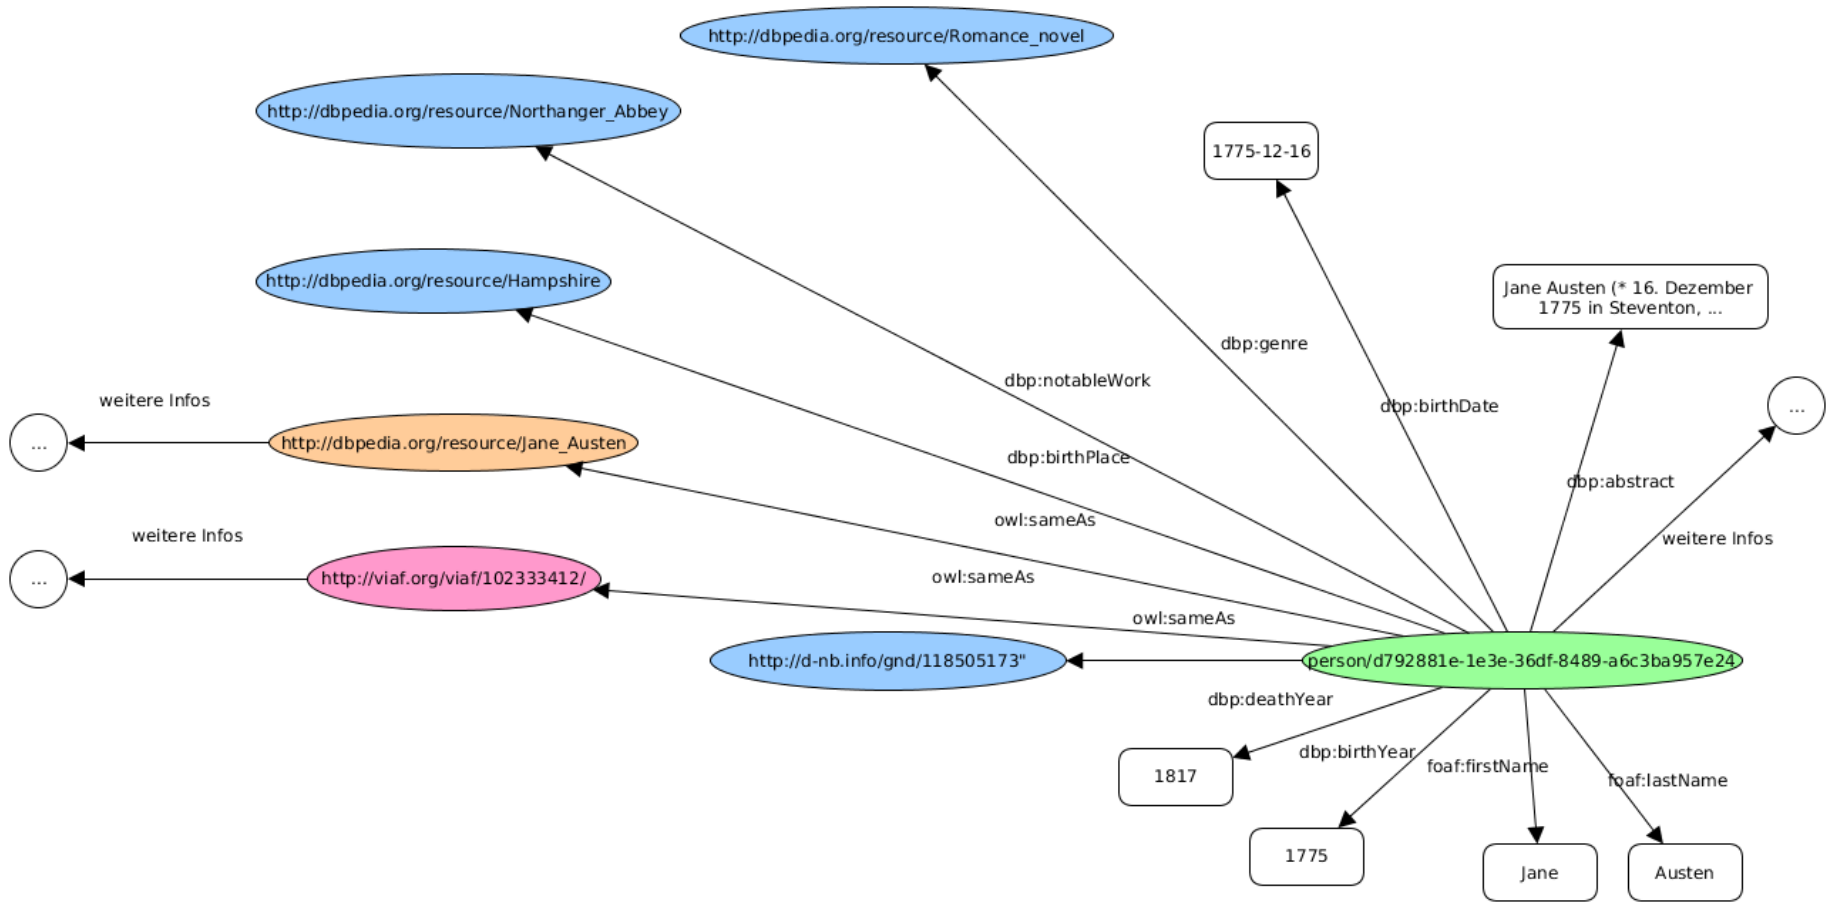 http://dbpedia.org/resource/Romance_novel
http://dbpedia.org/resource/Northanger_Abbey
1775-12-16
http://dbpedia.org/resource/Hampshire
Jane Austen (* 16. Dezember
1775 in Steventon, ...
dbp:genre
dbp:notableWork
dbp:birthDate
...
weitere Infos
...
http://dbpedia.org/resource/Jane_Austen
dbp:birthPlace
dbp:abstract
owl:sameAs
weitere Infos
weitere Infos
...
http://viaf.org/viaf/102333412/
owl:sameAs
owl:sameAs
http://d-nb.info/gnd/118505173"
person/d792881e-1e3e-36df-8489-a6c3ba957e24
dbp:deathYear
dbp:birthYear
foaf:firstName
foaf:lastName
1817
1775
Jane
Austen